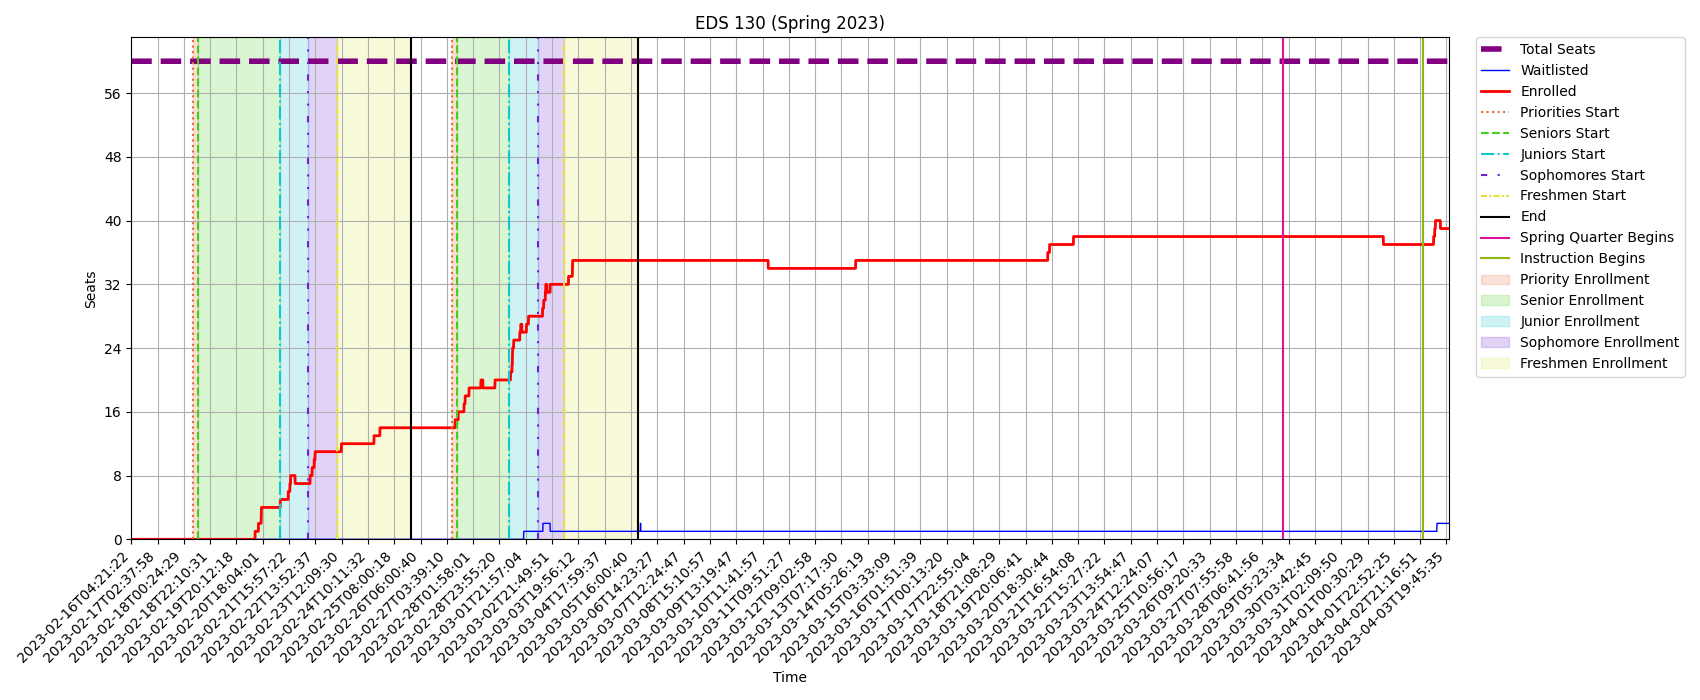 EDS 130 (Spring 2023)
Seats
56
48
40
32
24
16
8
0
2023-02-16T04:21:22
2023-02-17T02:37:58
2023-02-18T00:24:29
2023-02-18T22:10:31
2023-02-19T20:12:18
2023-02-20T18:04:01
2023-02-21T15:57:22
2023-02-22T13:52:37
2023-02-23T12:09:30
2023-02-24T10:11:32
2023-02-25T08:00:18
2023-02-26T06:00:40
2023-02-27T03:39:10
2023-02-28T01:58:01
2023-02-28T23:55:20
2023-03-01T21:57:04
2023-03-02T21:49:51
2023-03-03T19:56:12
2023-03-04T17:59:37
2023-03-05T16:00:40
2023-03-06T14:23:27
2023-03-07T12:24:47
2023-03-08T15:10:57
2023-03-09T13:19:47
2023-03-10T11:41:57
2023-03-11T09:51:27
2023-03-12T09:02:58
2023-03-13T07:17:30
2023-03-14T05:26:19
2023-03-15T03:33:09
2023-03-16T01:51:39
2023-03-17T00:13:20
2023-03-17T22:55:04
2023-03-18T21:08:29
2023-03-19T20:06:41
2023-03-20T18:30:44
2023-03-21T16:54:08
2023-03-22T15:27:22
2023-03-23T13:54:47
2023-03-24T12:24:07
2023-03-25T10:56:17
2023-03-26T09:20:33
2023-03-27T07:55:58
2023-03-28T06:41:56
2023-03-29T05:23:34
2023-03-30T03:42:45
2023-03-31T02:09:50
2023-04-01T00:30:29
2023-04-01T22:52:25
2023-04-02T21:16:51
2023-04-03T19:45:35
Time
Total Seats
Waitlisted
Enrolled
Priorities Start
Seniors Start
Juniors Start
Sophomores Start
Freshmen Start
End
Spring Quarter Begins
Instruction Begins
Priority Enrollment
Senior Enrollment
Junior Enrollment
Sophomore Enrollment
Freshmen Enrollment